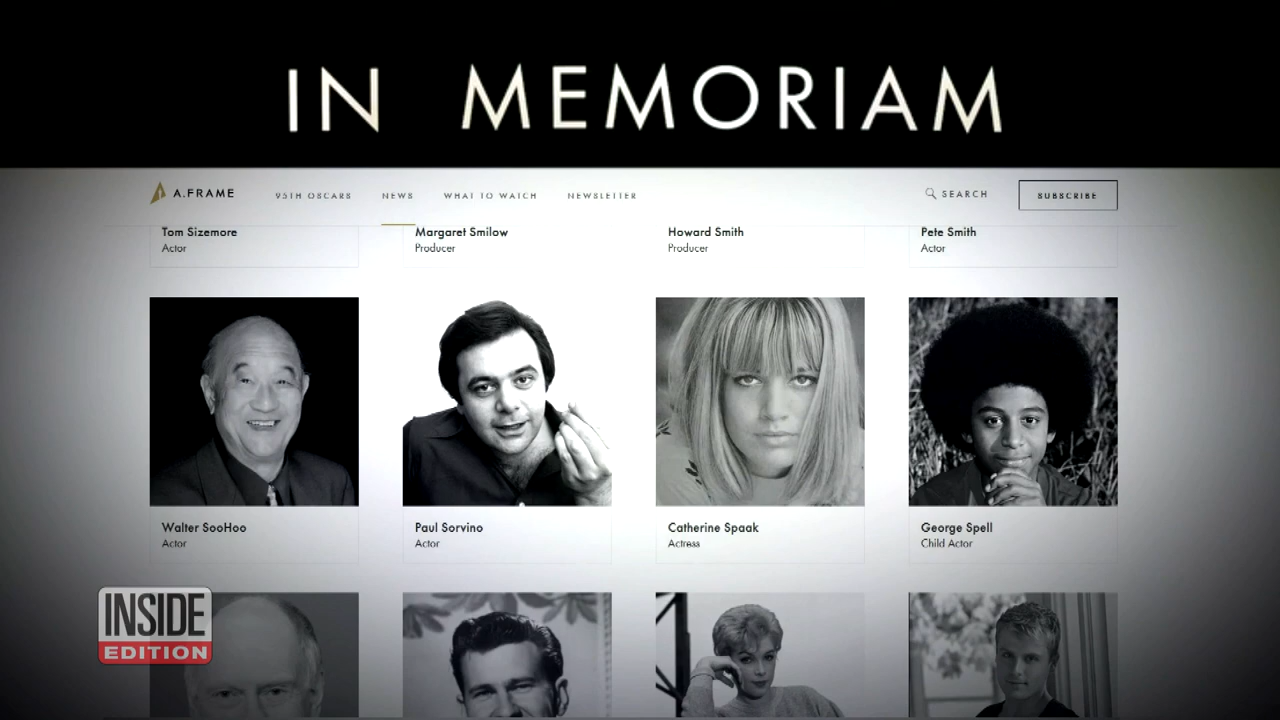 IN MEMORIAM
A.FRAME
95TH OSCARS
NEWS
WHAT TO WATCH
NEWSLETTER
SEARCH
SUBSCRIBE
Tom Sizemore
Actor
Margaret Smilow
Producer
Howard Smith
Producer
Pete Smith
Actor
Walter SooHoo
Actor
Paul Sorvino
Actor
Catherine Spaak
Actress
George Spell
Child Actor
INSIDE
EDITION